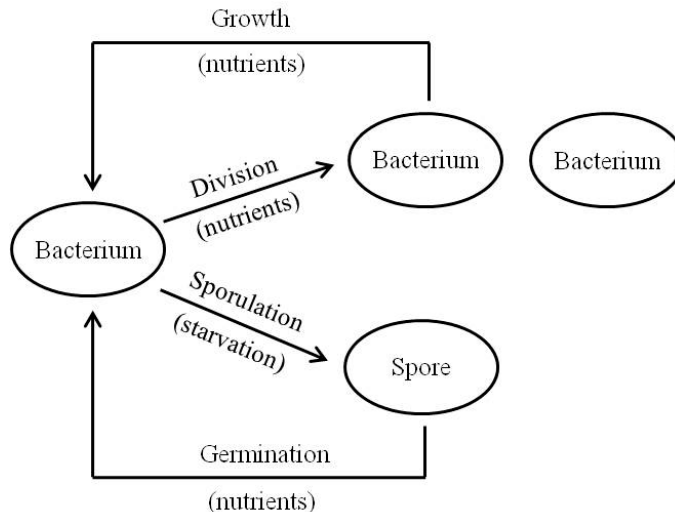 Growth
(nutrients)
Bacterium
Bacterium
Division
(nutrients)
Bacterium
Sporulation
(starvation)
Spore
Germination
(nutrients)